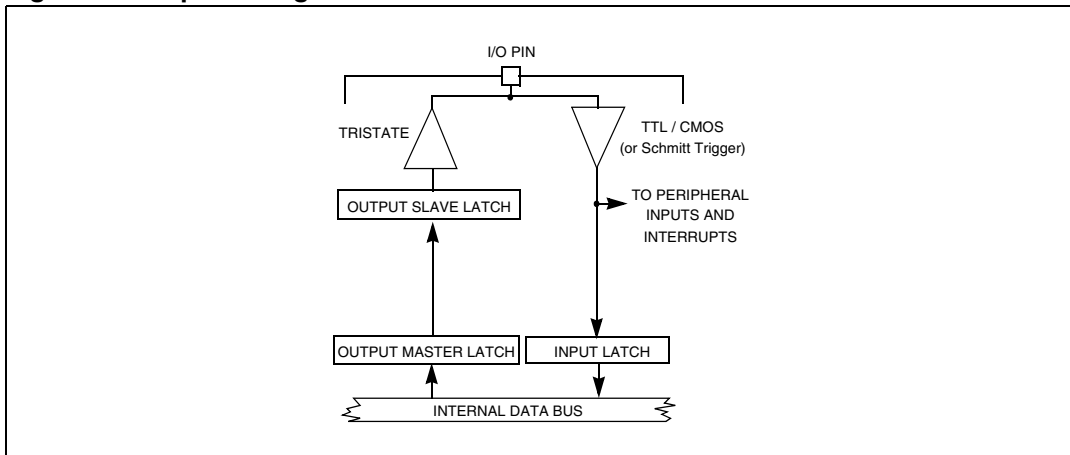 I/O PIN
TRISTATE
TTL / CMOS
(or Schmitt Trigger)
TO PERIPHERAL
INPUTS AND
INTERRUPTS
OUTPUT SLAVE LATCH
OUTPUT MASTER LATCH
INPUT LATCH
INTERNAL DATA BUS